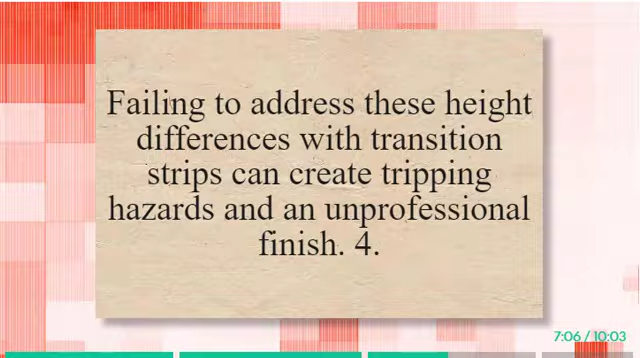 Failing to address these height
differences with transition
strips can create tripping
hazards and an unprofessional
finish. 4.
7:06 / 10:03